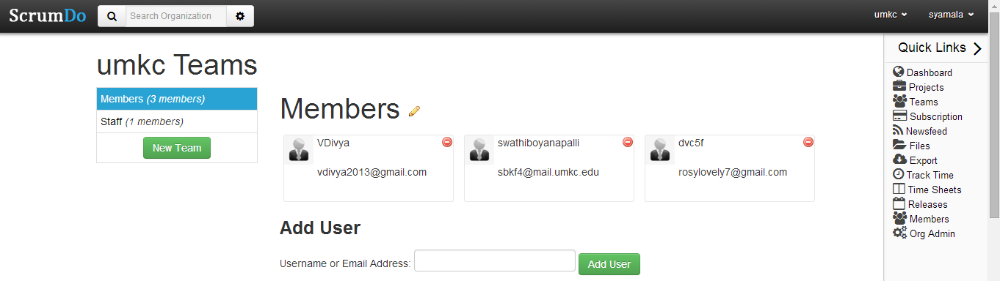 ScrumDo
Search Organization
umkc
syamala
umkc Teams
Members (3 members)
Staff (1 members)
New Team
Members
VDivya
vdivya2013@gmail.com
swathiboyanapalli
sbkf4@mail.umkc.edu
dvc5f
rosylovely7@gmail.com
Add User
Username or Email Address:
Add User
Quick Links
Dashboard
Projects
Teams
Subscription
Newsfeed
Files
Export
Track Time
Time Sheets
Releases
Members
Org Admin